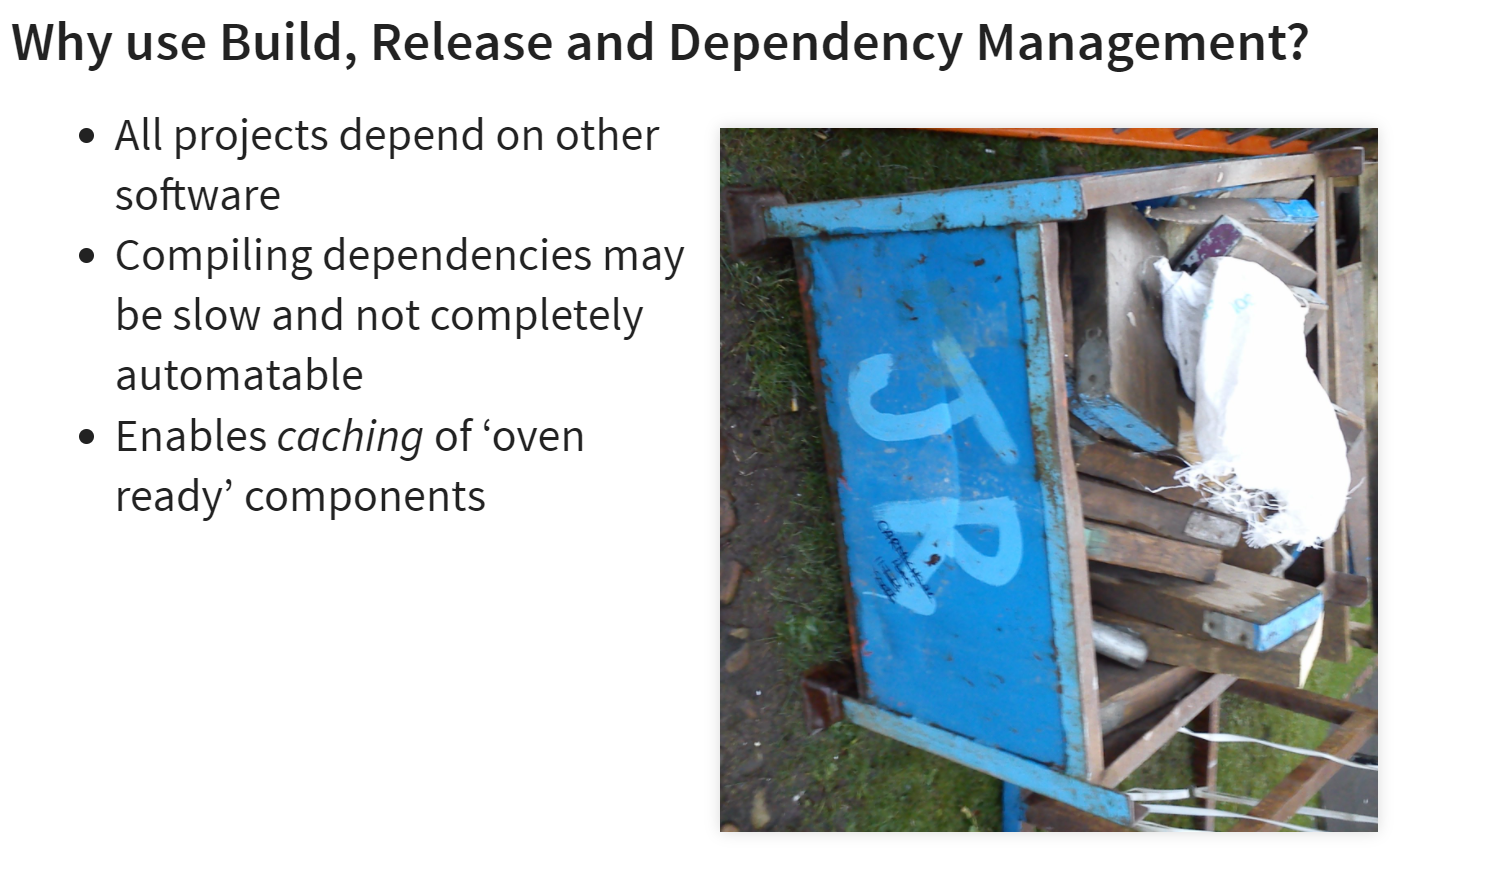 Why use Build, Release and Dependency Management?
• All projects depend on other
software
• Compiling dependencies may
be slow and not completely
automatable
• Enables caching of ‘oven
ready’ components
JR